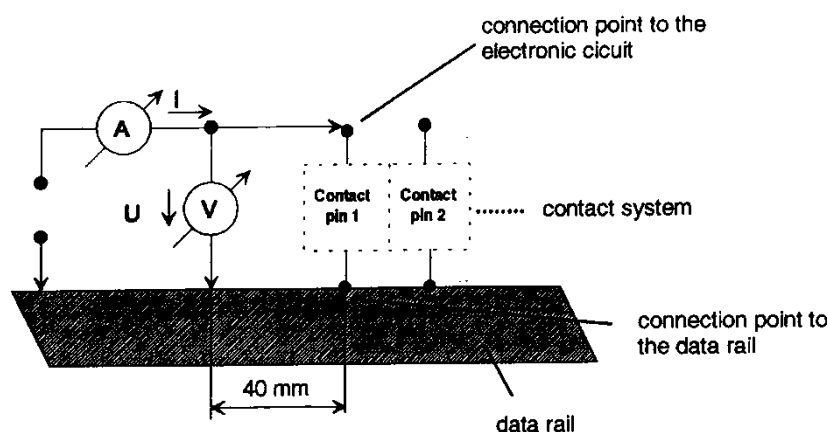 connection point to the
electronic cicuit
I
A
U
V
Contact
pin 1
Contact
pin 2
........ contact system
connection point to
the data rail
40 mm
data rail